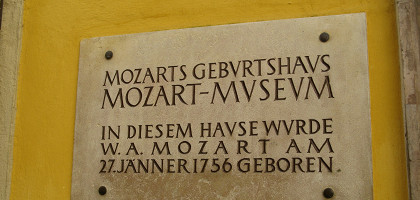 MOZARTS GEBVRTSHAVS
MOZART-MVSEVM
IN DIESEM HAVSE WVRDE
W. A. MOZART AM
27. JÄNNER 1756 GEBOREN.